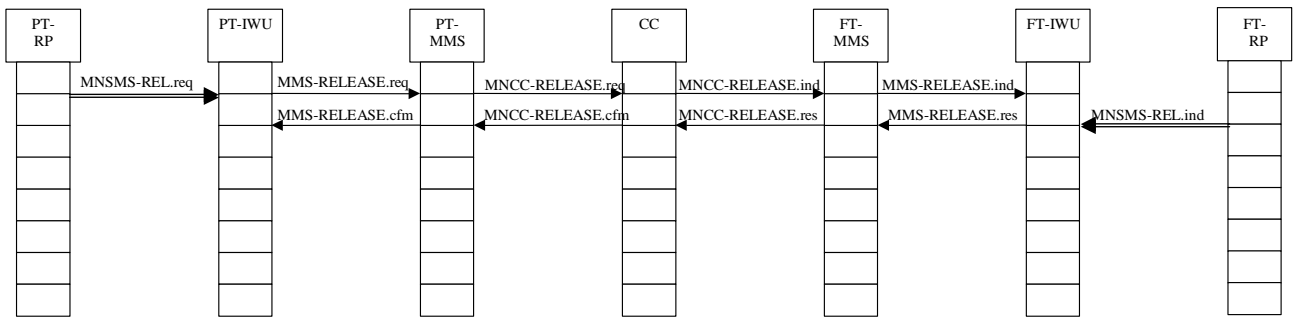 PT-
RP
PT-IWU
PT-
MMS
CC
FT-
MMS
FT-IWU
FT-
RP
MNSMS-REL.req
MMS-RELEASE.req
MNCC-RELEASE.req
MNCC-RELEASE.ind
MMS-RELEASE.ind
MMS-RELEASE.cfm
MNCC-RELEASE.cfm
MNCC-RELEASE.res
MMS-RELEASE.res
MNSMS-REL.ind